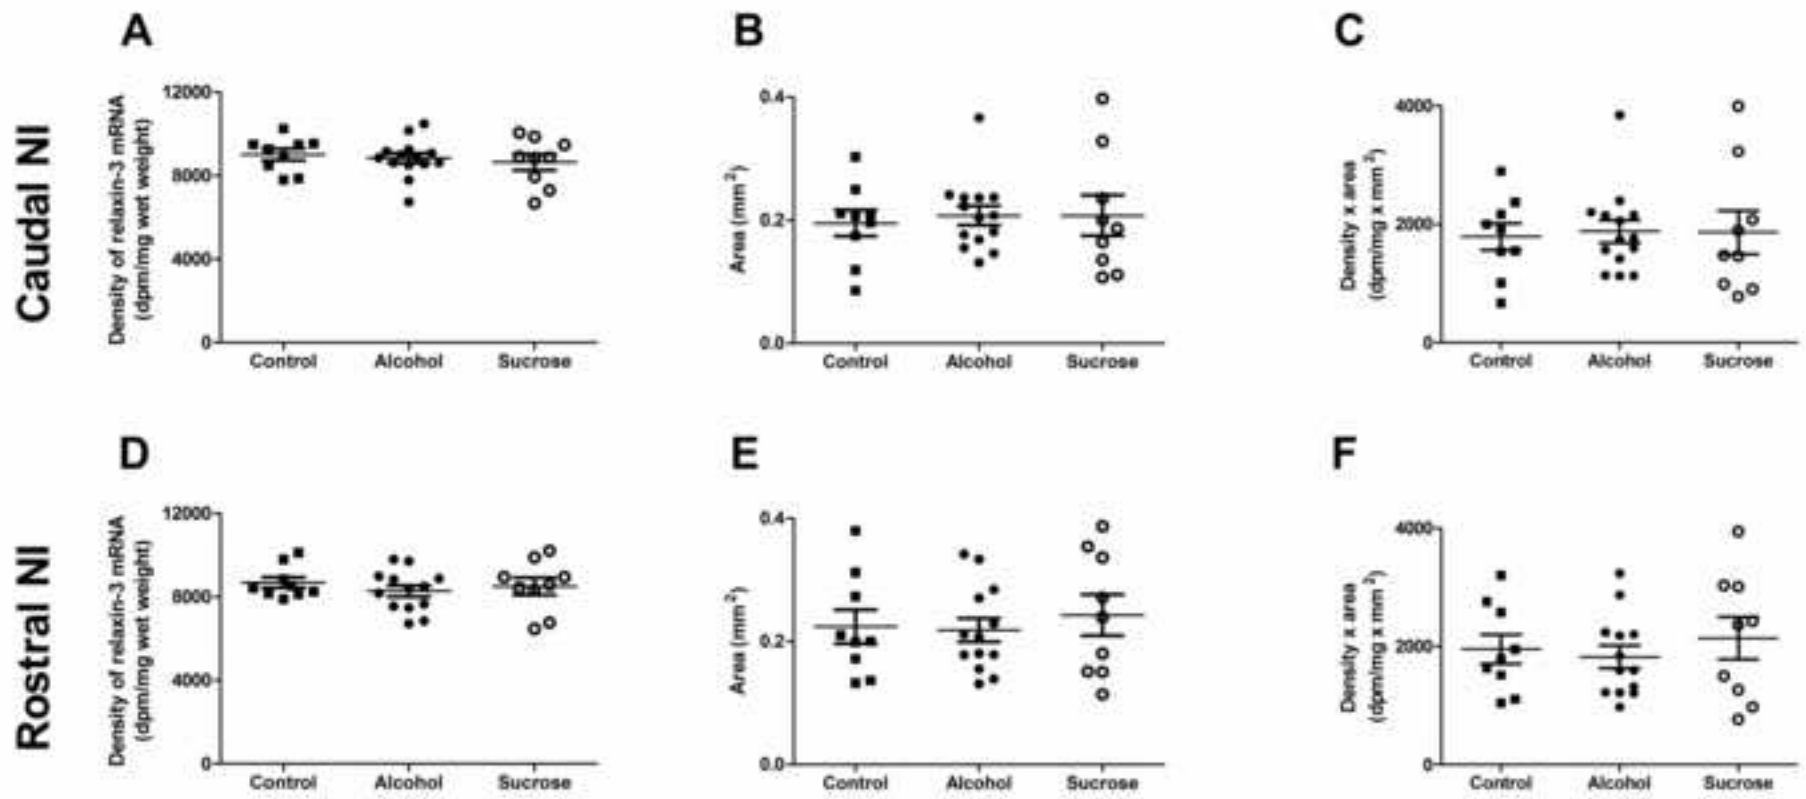 A
B
C
Caudal NI
Density of relaxin-3 mRNA
(dpm/mg wet weight)
12000
8000
4000
0
Control Alcohol Sucrose
Area (mm2)
0.4
0.2
0.0
Control Alcohol Sucrose
Density x area
(dpm/mg x mm2)
4000
2000
0
Control Alcohol Sucrose
D
E
F
Rostral NI
Density of relaxin-3 mRNA
(dpm/mg wet weight)
12000
8000
4000
0
Control Alcohol Sucrose
Area (mm2)
0.4
0.2
0.0
Control Alcohol Sucrose
Density x area
(dpm/mg x mm2)
4000
2000
0
Control Alcohol Sucrose